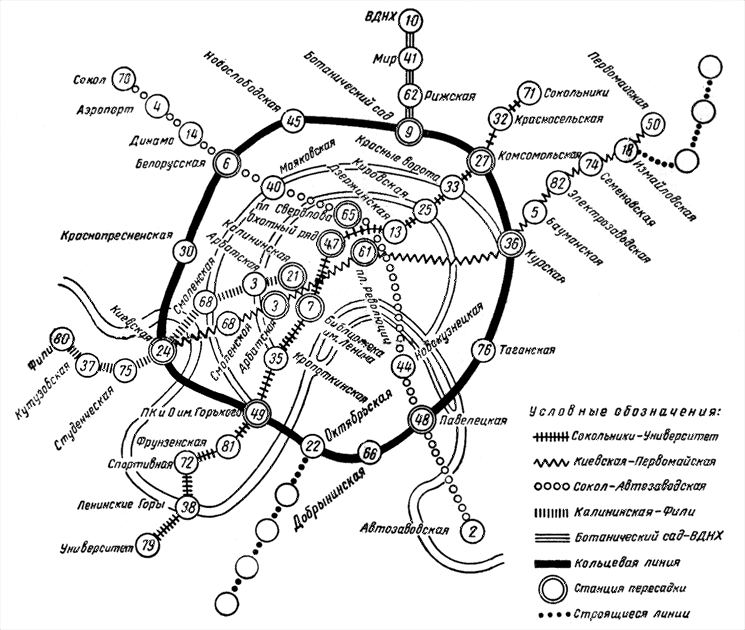 ВДНХ
10
Мир
41
62
Рижская
Ботанический сад
9
Новослободская
45
Сокол
70
Аэропорт
4
Динамо
14
Белорусская
6
71
Сокольники
32
Красносельская
27
Комсомольская
Красные ворота
33
Кировская
25
Дзержинская
13
Первомайская
50
18
Измайловская
74
Семеновская
82
Электрозаводская
5
Бауманская
36
Курская
Маяковская
40
пл Свердлова
65
Охотный ряд
47
61
пл. Революции
Калининская
21
Арбатская
3
Смоленская
68
Краснопресненская
30
Киевская
24
68
Смоленская
3
Арбатская
7
Библиотека
им. Ленина
35
Кропоткинская
80
Фили
37
Кутузовская
75
Студенческая
Новокузнецкая
44
76
Таганская
ПК и О им. Горького
49
Октябрьская
22
Добрынинская
66
48
Павелецкая
Фрунзенская
81
Спортивная
72
Ленинские Горы
38
Университет
79
Автозаводская
2
Условные обозначения:
Сокольники-Университет
Киевская-Первомайская
Сокол-Автозаводская
Калининская-Фили
Ботанический сад-ВДНХ
Кольцевая линия
Станция пересадки
Строящиеся линии